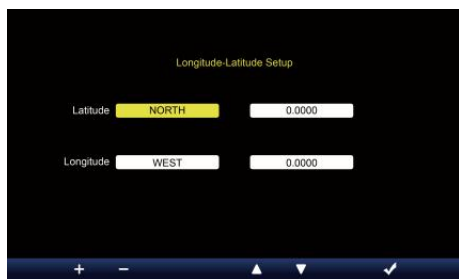 Longitude-Latitude Setup
Latitude NORTH 0.0000
Longitude WEST 0.0000
+ −